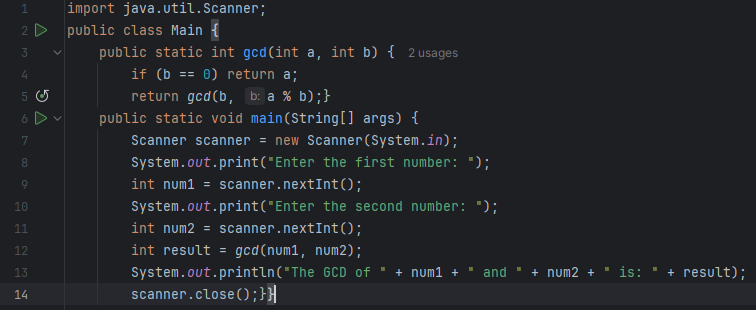 1 import java.util.Scanner;
2 public class Main {
3 public static int gcd(int a, int b) { 2 usages
4 if (b == 0) return a;
5 return gcd(b, b: a % b);}
6 public static void main(String[] args) {
7 Scanner scanner = new Scanner(System.in);
8 System.out.print("Enter the first number: ");
9 int num1 = scanner.nextInt();
10 System.out.print("Enter the second number: ");
11 int num2 = scanner.nextInt();
12 int result = gcd(num1, num2);
13 System.out.println("The GCD of " + num1 + " and " + num2 + " is: " + result);
14 scanner.close();}}